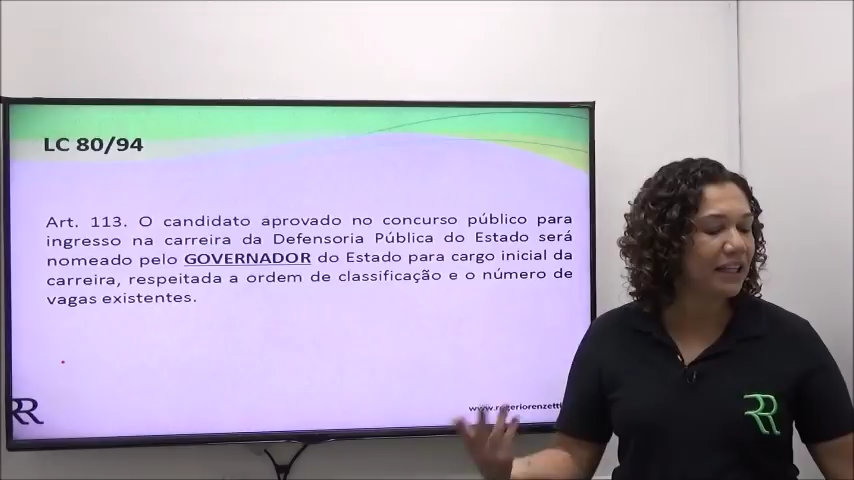 LC 80/94
Art. 113. O candidato aprovado no concurso público para
ingresso na carreira da Defensoria Pública do Estado será
nomeado pelo GOVERNADOR do Estado para cargo inicial da
carreira, respeitada a ordem de classificação e o número de
vagas existentes.
RR
RR